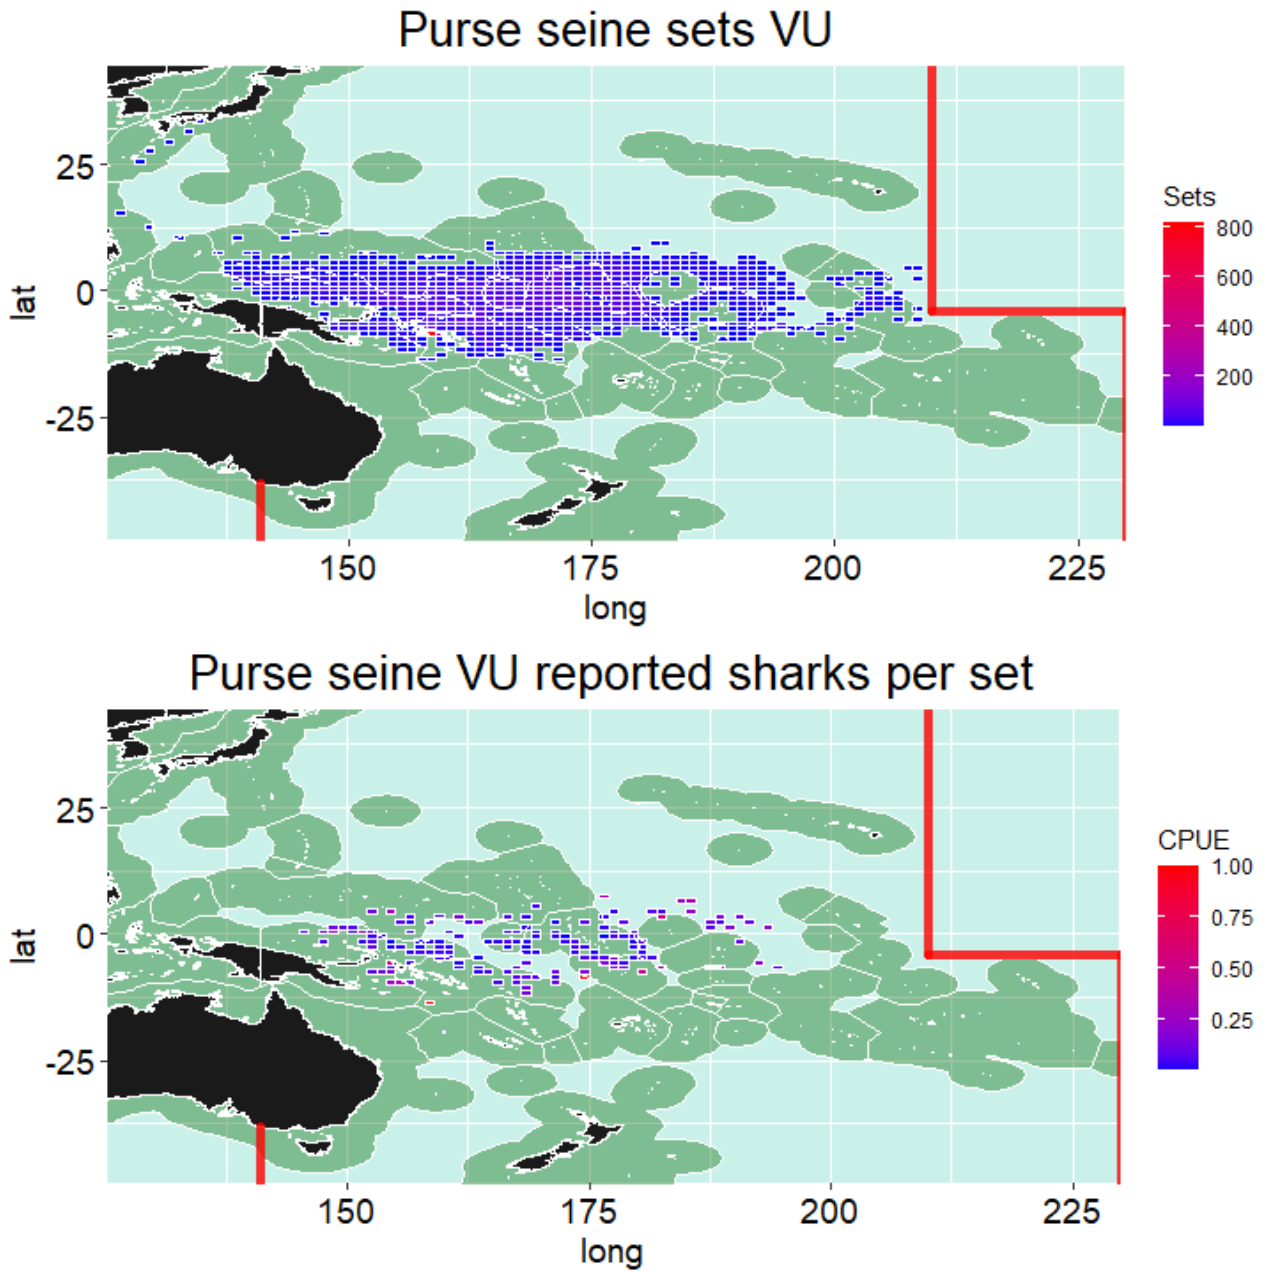 Purse seine sets VU
lat
25
0
-25
150 175 200 225
long
Sets
800
600
400
200
Purse seine VU reported sharks per set
lat
25
0
-25
150 175 200 225
long
CPUE
1.00
0.75
0.50
0.25